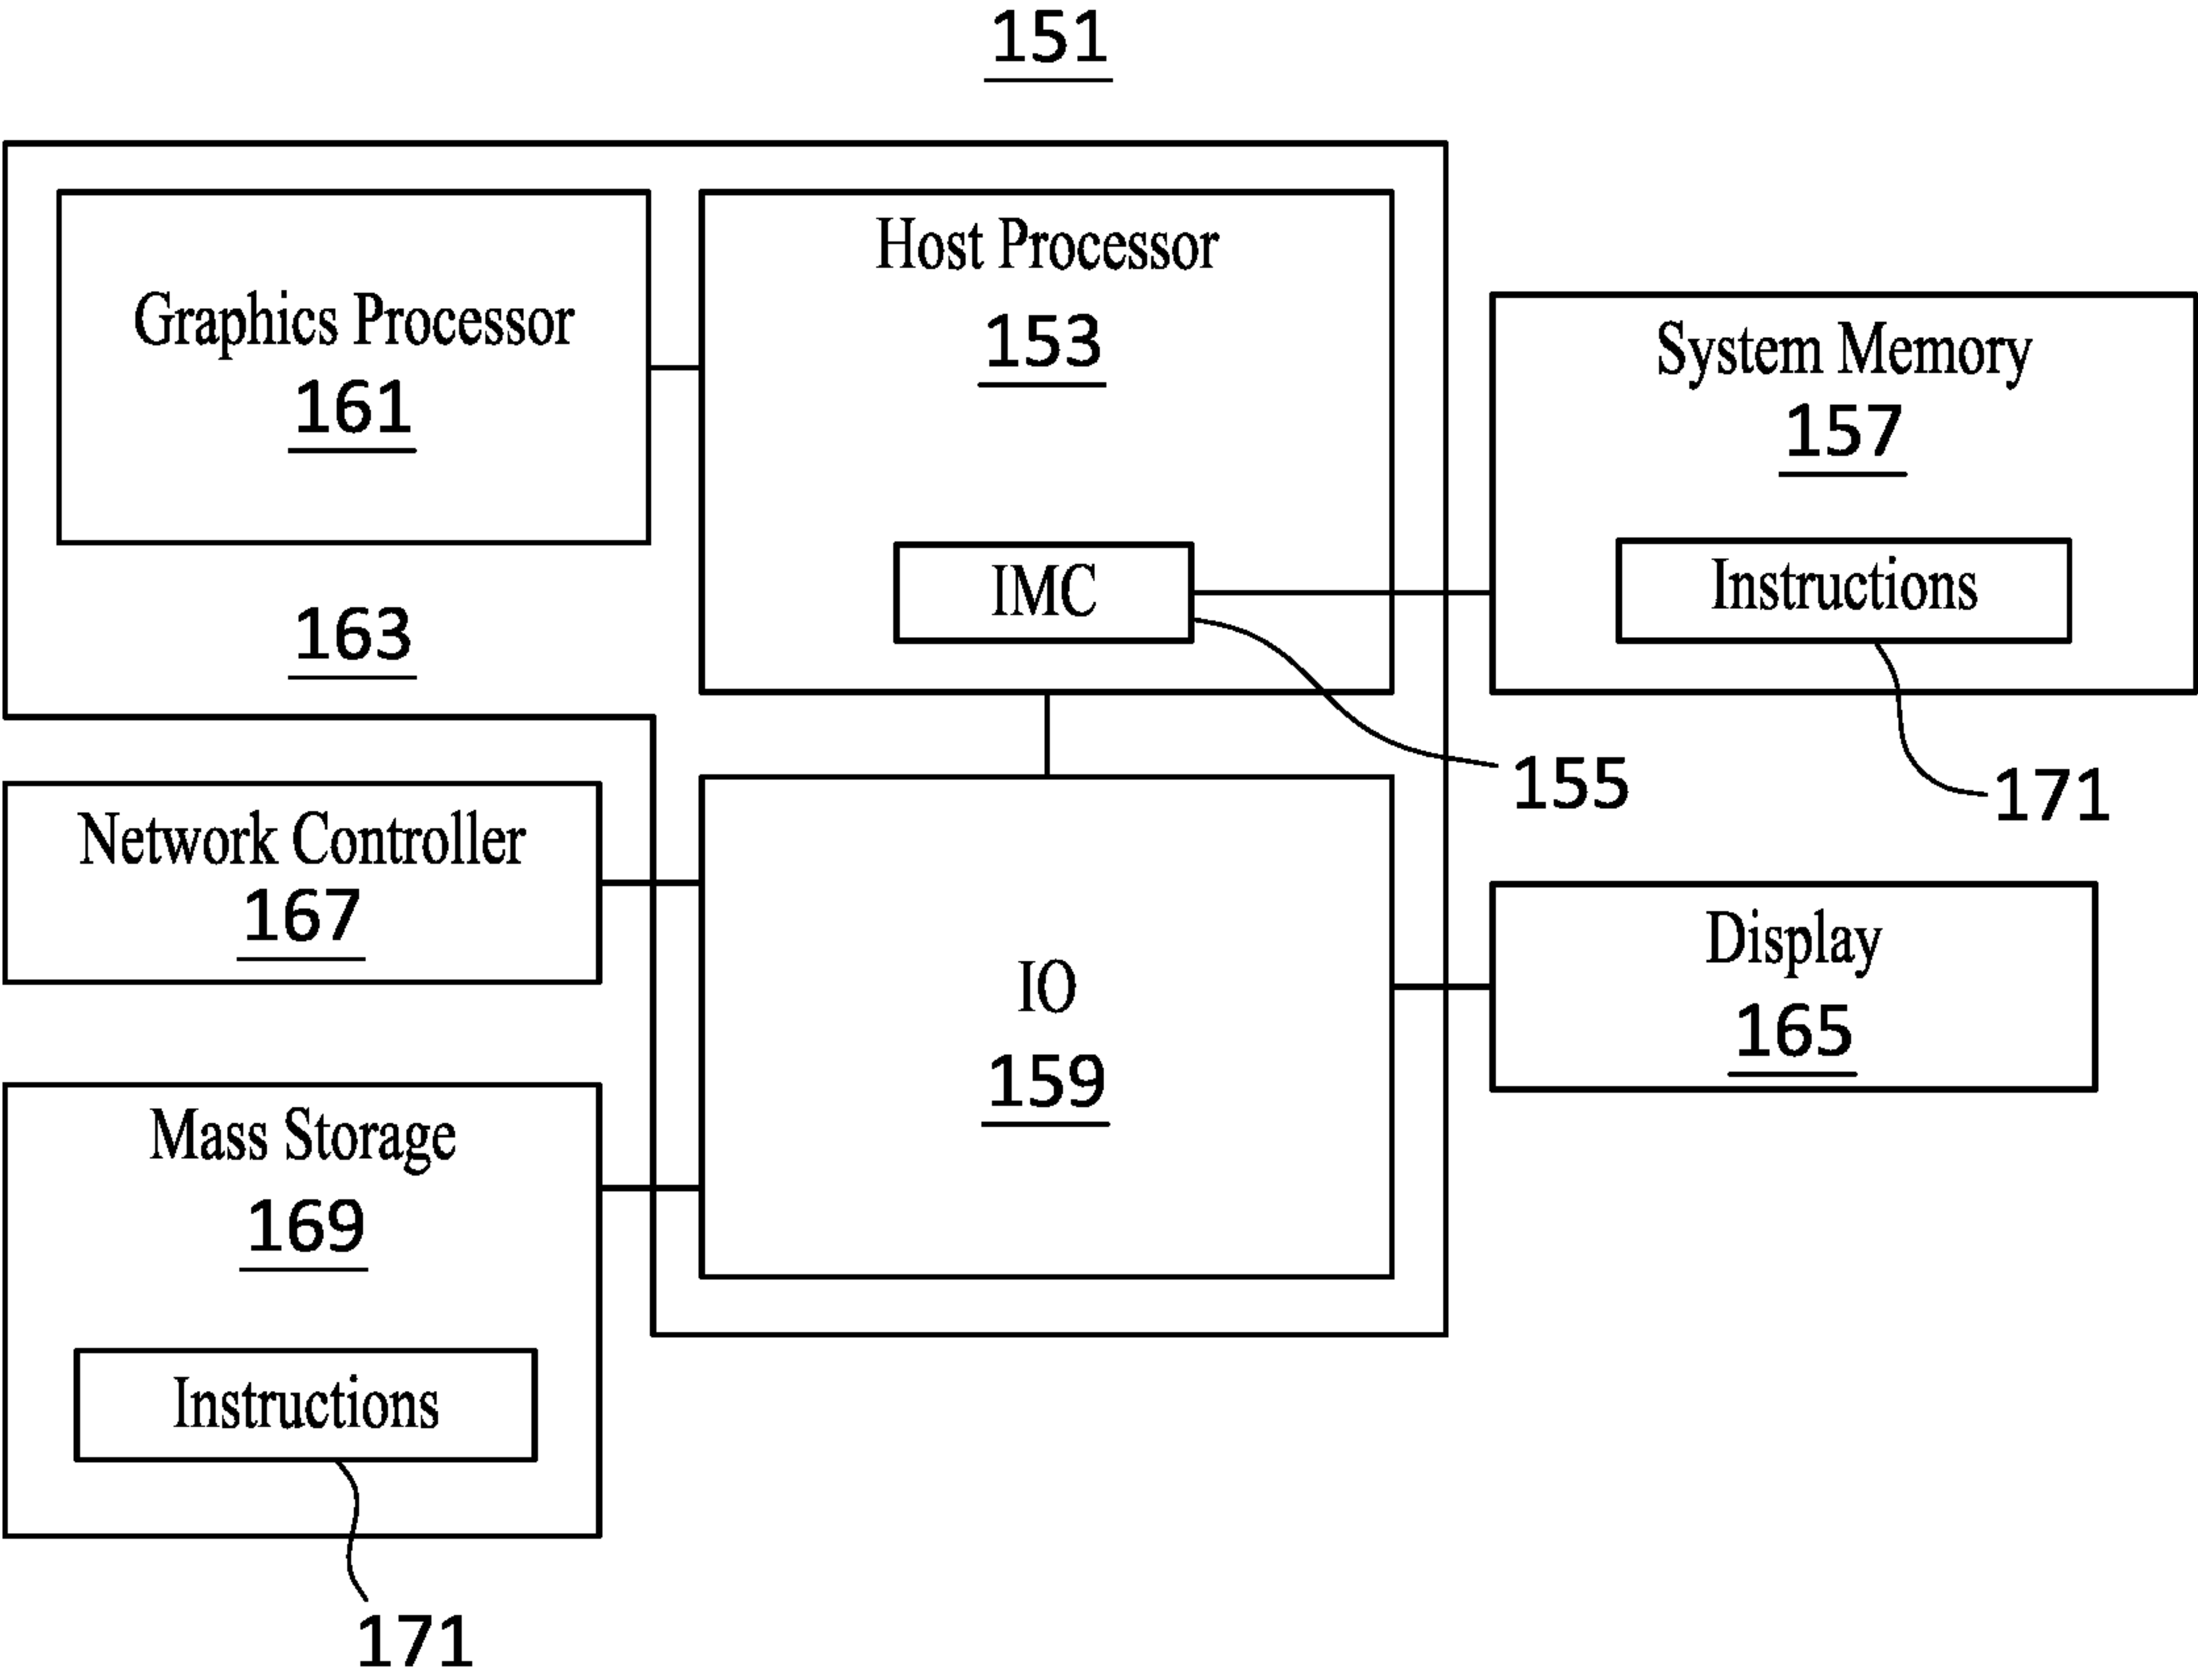 151
Graphics Processor
161
163
Host Processor
153
IMC
155
System Memory
157
Instructions
171
Network Controller
167
IO
159
Display
165
Mass Storage
169
Instructions
171